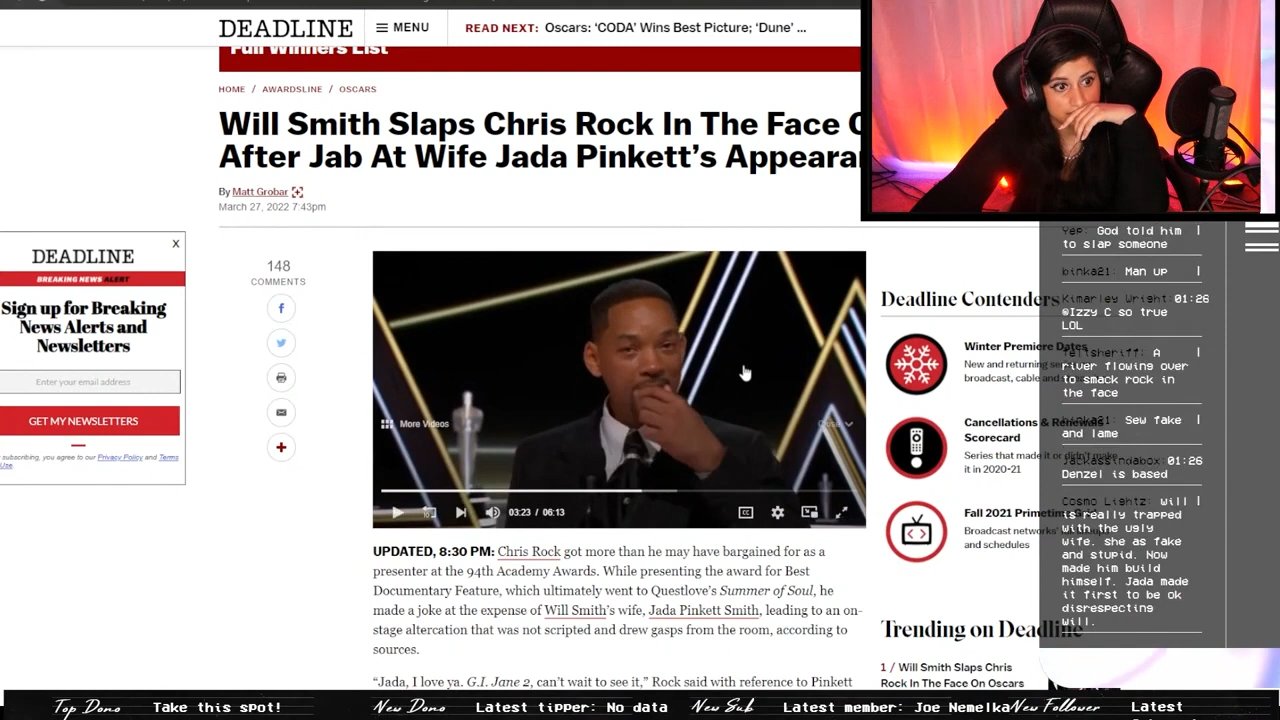 DEADLINE
MENU
READ NEXT: Oscars: ‘CODA’ Wins Best Picture; ‘Dune’ ...
Full Winners List
HOME / AWARDSLINE / OSCARS
Will Smith Slaps Chris Rock In The Face
After Jab At Wife Jada Pinkett’s
By Matt Grobar
March 27, 2022 7:43pm
X
DEADLINE
BREAKING NEWS ALERT
Sign up for Breaking
News Alerts and
Newsletters
Enter your email address
GET MY NEWSLETTERS
subscribing, you agree to our Privacy Policy and Terms
148
COMMENTS
More Videos
Close
03:23 / 06:13
CC
UPDATED, 8:30 PM: Chris Rock got more than he may have bargained for as a
presenter at the 94th Academy Awards. While presenting the award for Best
Documentary Feature, which ultimately went to Questlove’s Summer of Soul, he
made a joke at the expense of Will Smith’s wife, Jada Pinkett Smith, leading to an on-
stage altercation that was not scripted and drew gasps from the room, according to
sources.
“Jada, I love ya. G.I. Jane 2, can’t wait to see it,” Rock said with reference to Pinkett
Deadline Contenders
Winter Premiere Dates
New and returning
broadcast, cable
Cancellations & Renewals
Scorecard
Series that made it or didn’t make
it in 2020-21
Fall 2021 Primetime
Broadcast networks’
and schedules
Trending on Deadline
1 / Will Smith Slaps Chris
Rock In The Face On Oscars
Yep: God told him
to slap someone
binka21: Man up
Kimarley Wright 01:26
@Izzy C so true
LOL
A
river flowing over
to smack rock in
the face
binka21: Sew fake
and lame
Jackassindabox 01:26
Denzel is based
Cosmo Lightz: will
is really trapped
with the ugly
wife. she as fake
and stupid. Now
made him build
himself. Jada made
it first to be ok
disrespecting
will.
Top Dono Take this spot! New Dono Latest tipper: No data New Sub Latest member: Joe Nemelka New Follower Latest